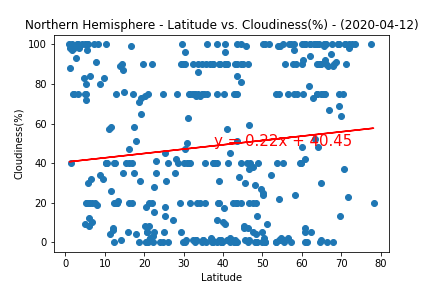 Northern Hemisphere - Latitude vs. Cloudiness(%) - (2020-04-12)
100
80
60
40
20
0
Cloudiness(%)
y = 0.22x + 40.45
0 10 20 30 40 50 60 70 80
Latitude